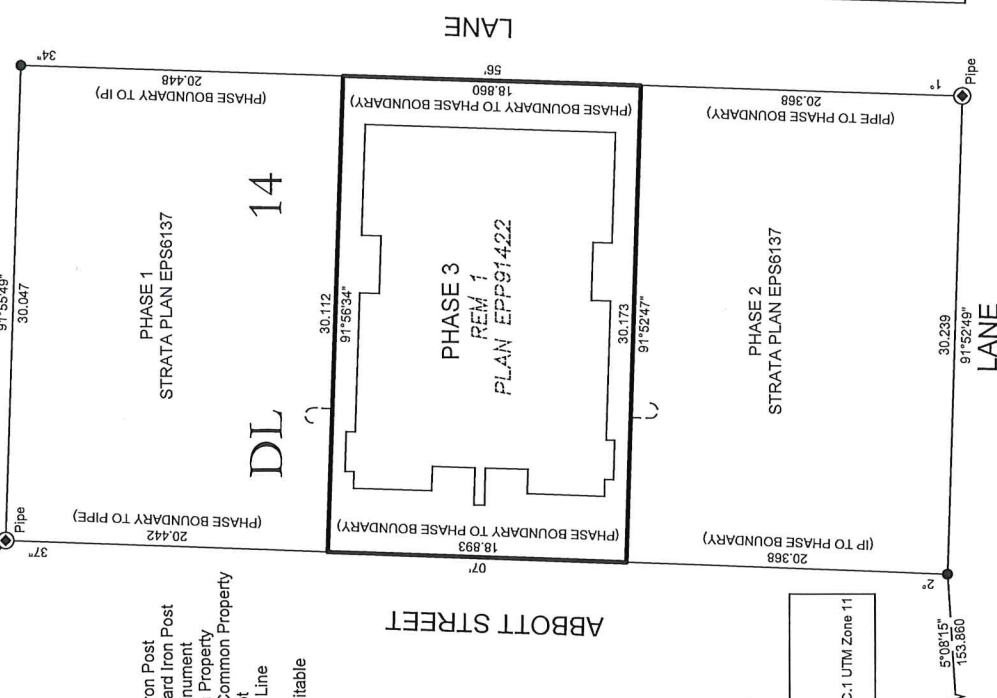 LANE
34"
20.448
(PHASE BOUNDARY TO IP)
56'
18.860
(PHASE BOUNDARY TO PHASE BOUNDARY)
1°
Pipe
20.368
(PIPE TO PHASE BOUNDARY)
91°55'49"
30.047
PHASE 1
STRATA PLAN EPS6137
DL 14
30.112
91°56'34"
PHASE 3
REM 1
PLAN EPP91422
30.173
91°52'47"
PHASE 2
STRATA PLAN EPS6137
30.239
91°52'49"
LANE
Pipe
37"
(PHASE BOUNDARY TO PIPE)
20.442
(PHASE BOUNDARY TO PHASE BOUNDARY)
18.893
07'
(IP TO PHASE BOUNDARY)
20.368
2°
ABBOTT STREET
Iron Post
ard Iron Post
nument
Property
Common Property
Line
itable
C.1 UTM Zone 11
5°08'15"
153.860